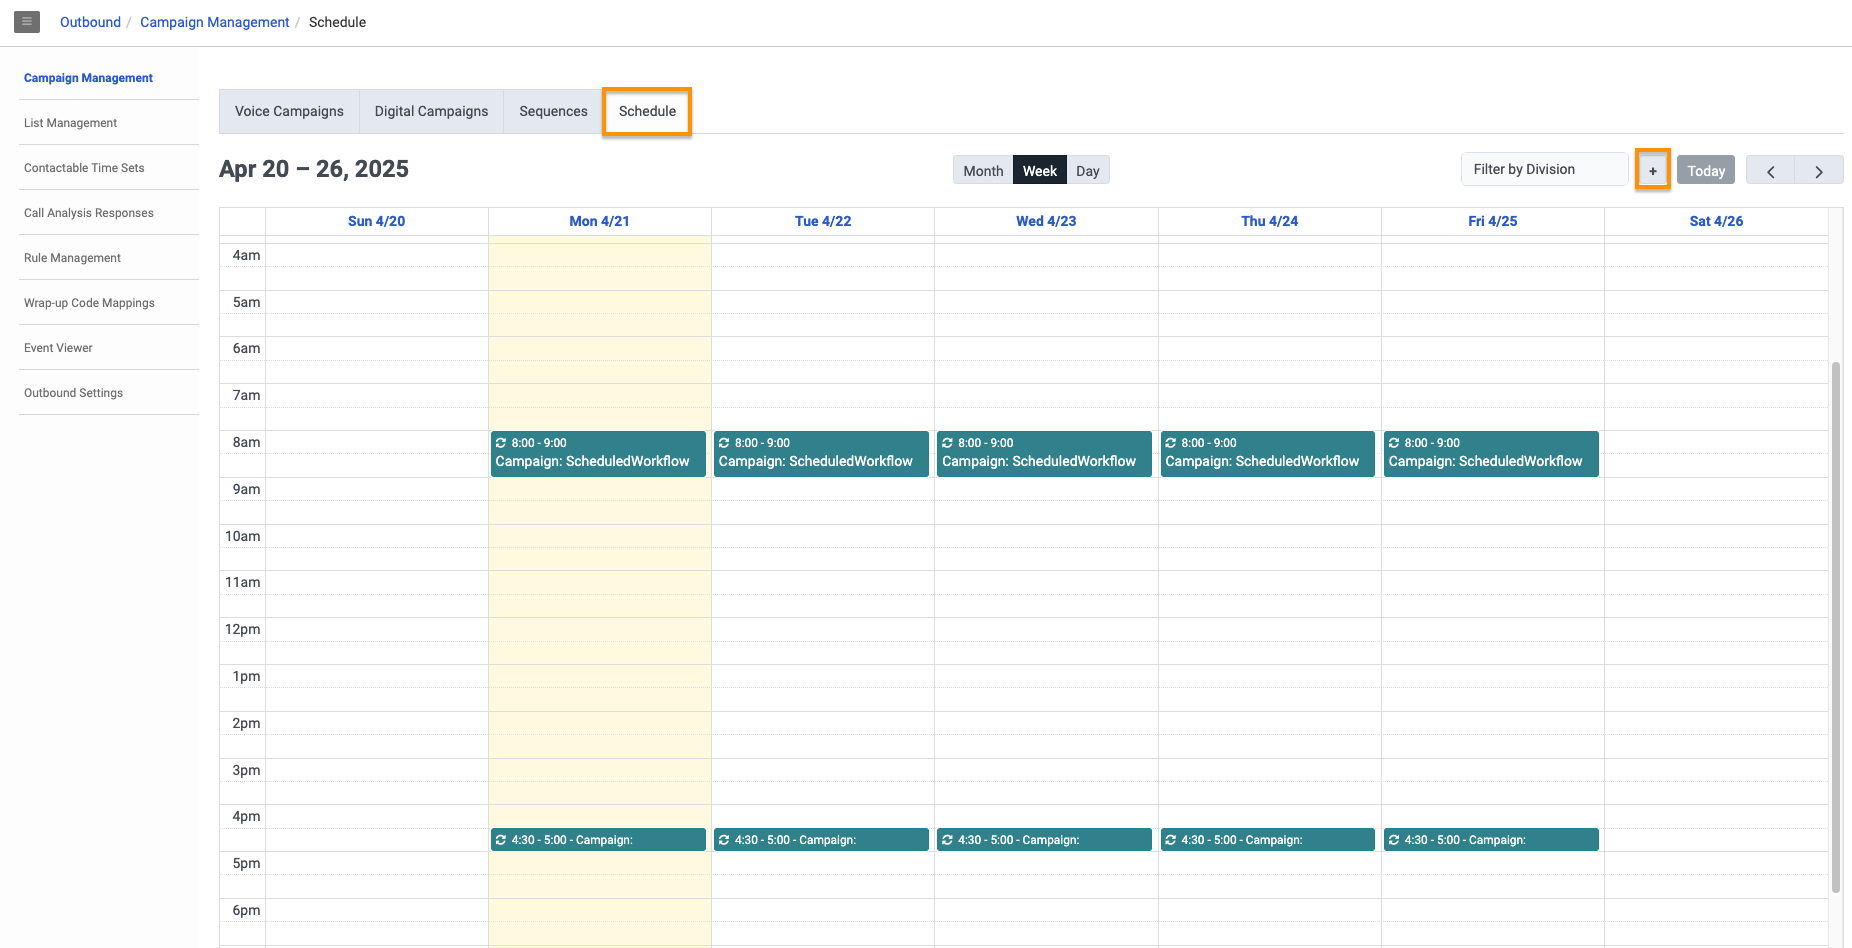 Outbound / Campaign Management / Schedule
Campaign Management
List Management
Contactable Time Sets
Call Analysis Responses
Rule Management
Wrap-up Code Mappings
Event Viewer
Outbound Settings
Voice Campaigns Digital Campaigns Sequences Schedule
Apr 20 – 26, 2025 Month Week Day Filter by Division + Today
Sun 4/20 Mon 4/21 Tue 4/22 Wed 4/23 Thu 4/24 Fri 4/25 Sat 4/26
4am
5am
6am
7am
8am 8:00 - 9:00 8:00 - 9:00 8:00 - 9:00 8:00 - 9:00 8:00 - 9:00
Campaign: ScheduledWorkflow Campaign: ScheduledWorkflow Campaign: ScheduledWorkflow Campaign: ScheduledWorkflow Campaign: ScheduledWorkflow
9am
10am
11am
12pm
1pm
2pm
3pm
4pm
4:30 - 5:00 - Campaign: 4:30 - 5:00 - Campaign: 4:30 - 5:00 - Campaign: 4:30 - 5:00 - Campaign: 4:30 - 5:00 - Campaign:
5pm
6pm